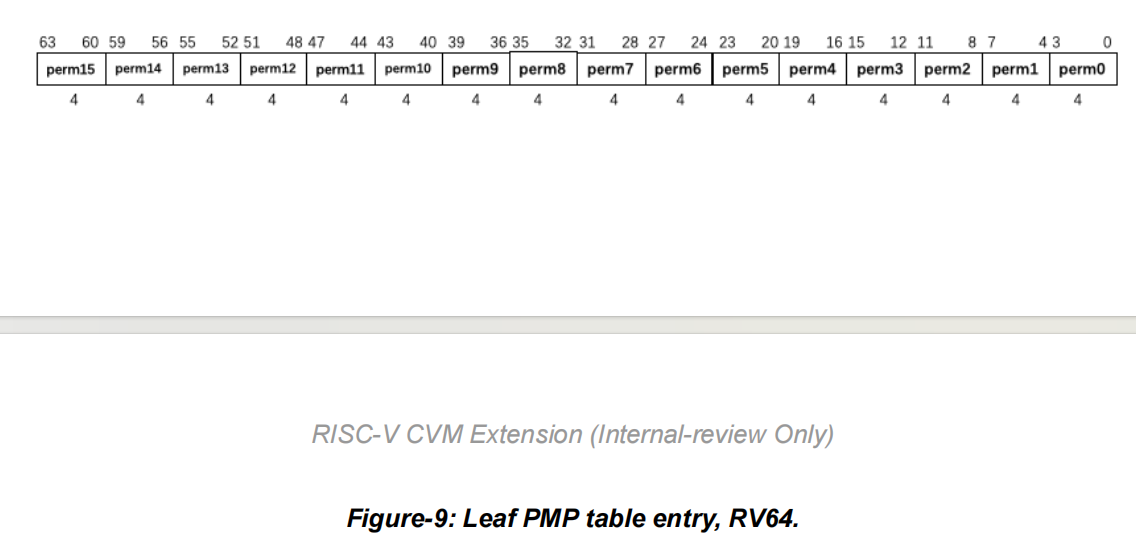 63 60 59 56 55 52 51 48 47 44 43 40 39 36 35 32 31 28 27 24 23 20 19 16 15 12 11 8 7 4 3 0
perm15 perm14 perm13 perm12 perm11 perm10 perm9 perm8 perm7 perm6 perm5 perm4 perm3 perm2 perm1 perm0
4 4 4 4 4 4 4 4 4 4 4 4 4 4 4 4
RISC-V CVM Extension (Internal-review Only)
Figure-9: Leaf PMP table entry, RV64.